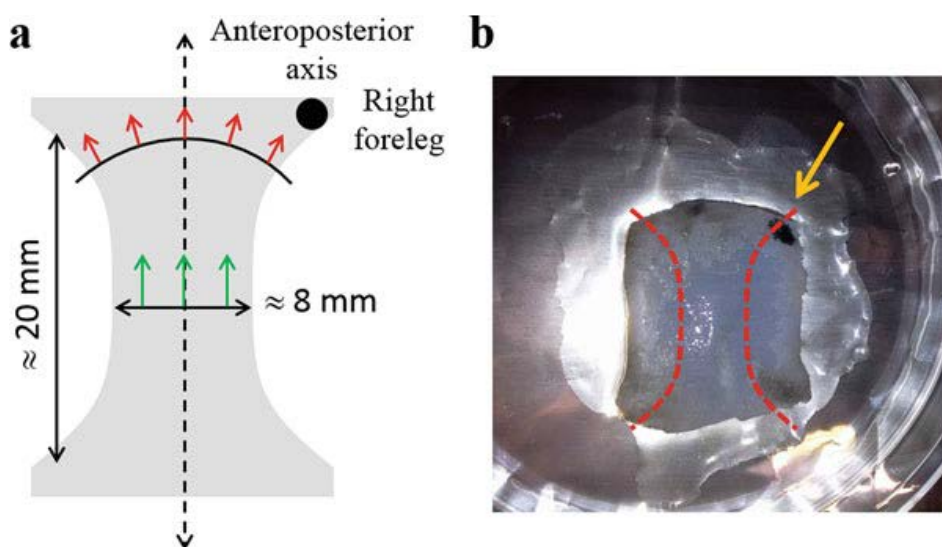 a
Anteroposterior
axis
Right
foreleg
≈ 20 mm
≈ 8 mm
b